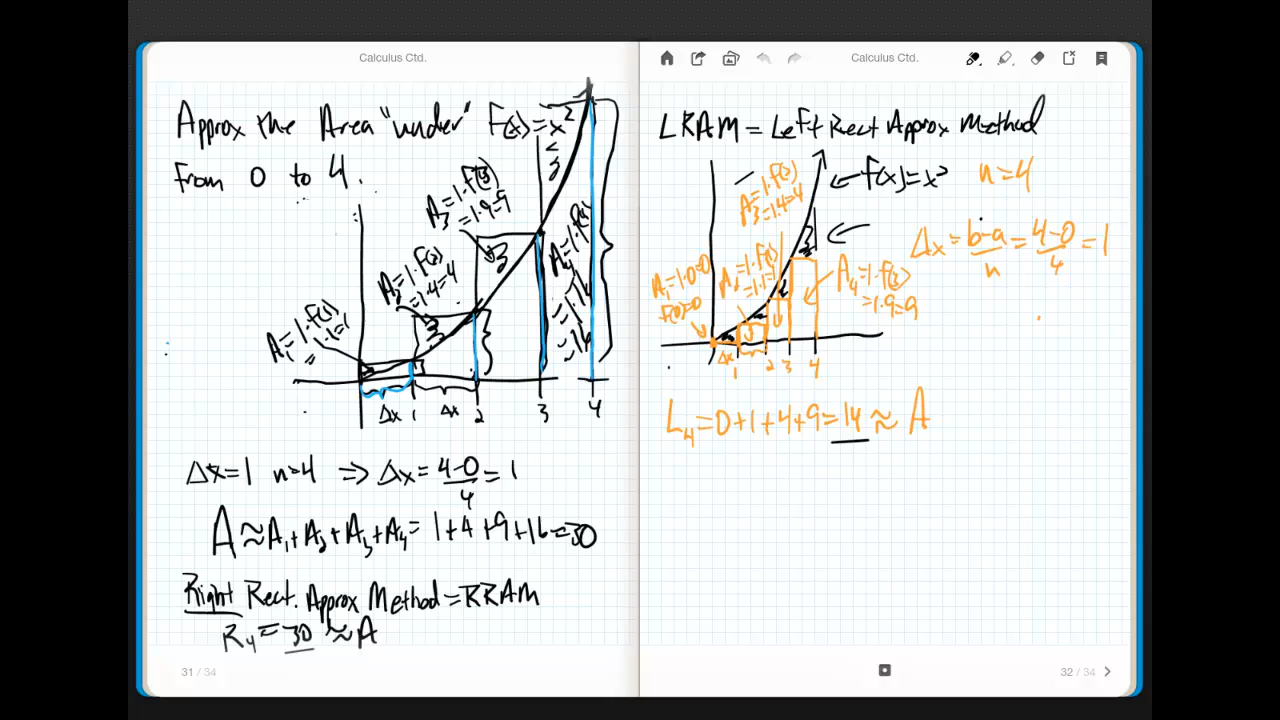 Calculus Ctd.
Approx the Area "under" f(x)=x²
from 0 to 4.
A₁=1·f(1)
=1·1=1
A₂=1·f(2)
=1·4=4
A₃=1·f(3)
=1·9=9
A₄=1·f(4)
=1·16
=16
Δx 1 Δx 2 3 4
Δx=1 n=4 ⟹ Δx=4-0/4=1
A≈A₁+A₂+A₃+A₄=1+4+9+16=30
Right Rect. Approx Method=RRAM
R₄=30≈A
31 / 34
Calculus Ctd.
LRAM=Left Rect Approx Method
f(x)=x² n=4
Δx=b-a/n=4-0/4=1
A₁=1·0=0
f(0)=0
A₂=1·f(1)
=1·1=1
A₃=1·f(2)
=1·4=4
A₄=1·f(3)
=1·9=9
Δx 1 2 3 4
L₄=0+1+4+9=14≈A
32 / 34